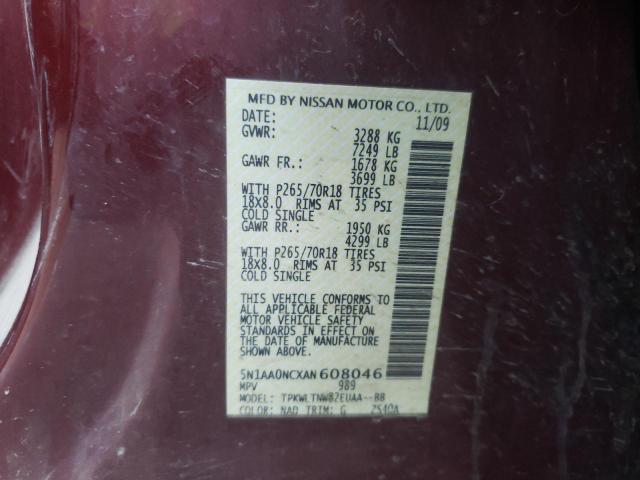 MFD BY NISSAN MOTOR CO., LTD.
DATE: 11/09
GVWR: 3288 KG
7249 LB
GAWR FR.: 1678 KG
3699 LB
WITH P265/70R18 TIRES
18X8.0 RIMS AT 35 PSI
COLD SINGLE
GAWR RR.: 1950 KG
4299 LB
WITH P265/70R18 TIRES
18X8.0 RIMS AT 35 PSI
COLD SINGLE
THIS VEHICLE CONFORMS TO
ALL APPLICABLE FEDERAL
MOTOR VEHICLE SAFETY
STANDARDS IN EFFECT ON
THE DATE OF MANUFACTURE
SHOWN ABOVE.
5N1AA0NCXAN608046
MPV 989
MODEL: TPKWLTNW82EUAA--BB
COLOR: NAD TRIM: G